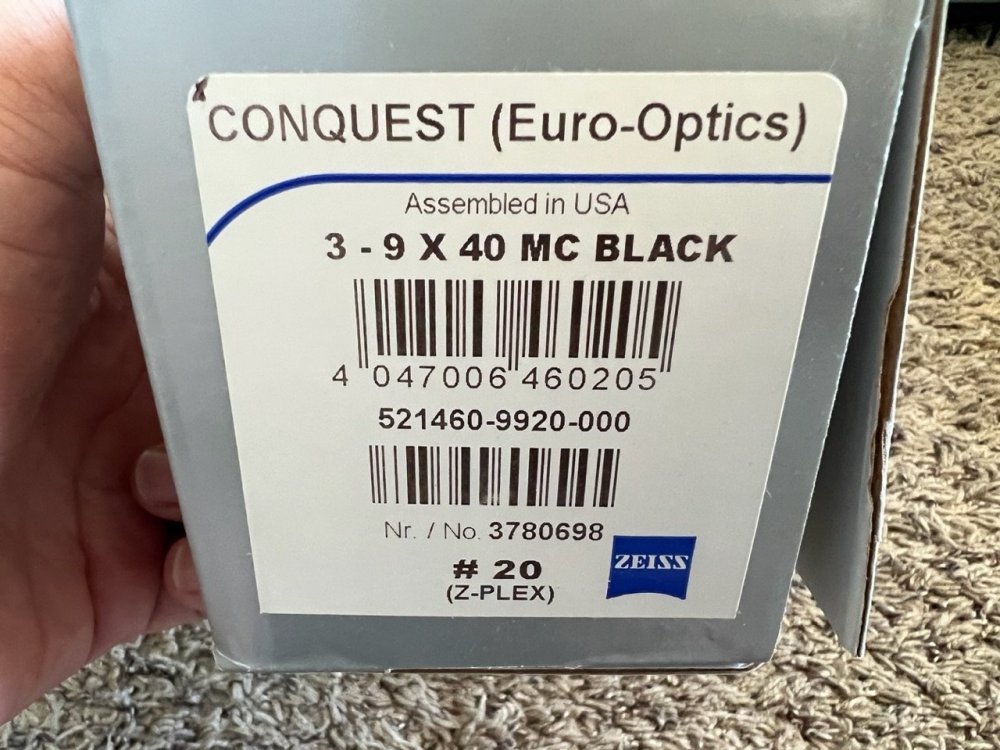 CONQUEST (Euro-Optics)
Assembled in USA
3 - 9 X 40 MC BLACK
4 047006 460205
521460-9920-000
Nr. / No. 3780698
# 20
(Z-PLEX)
ZEISS